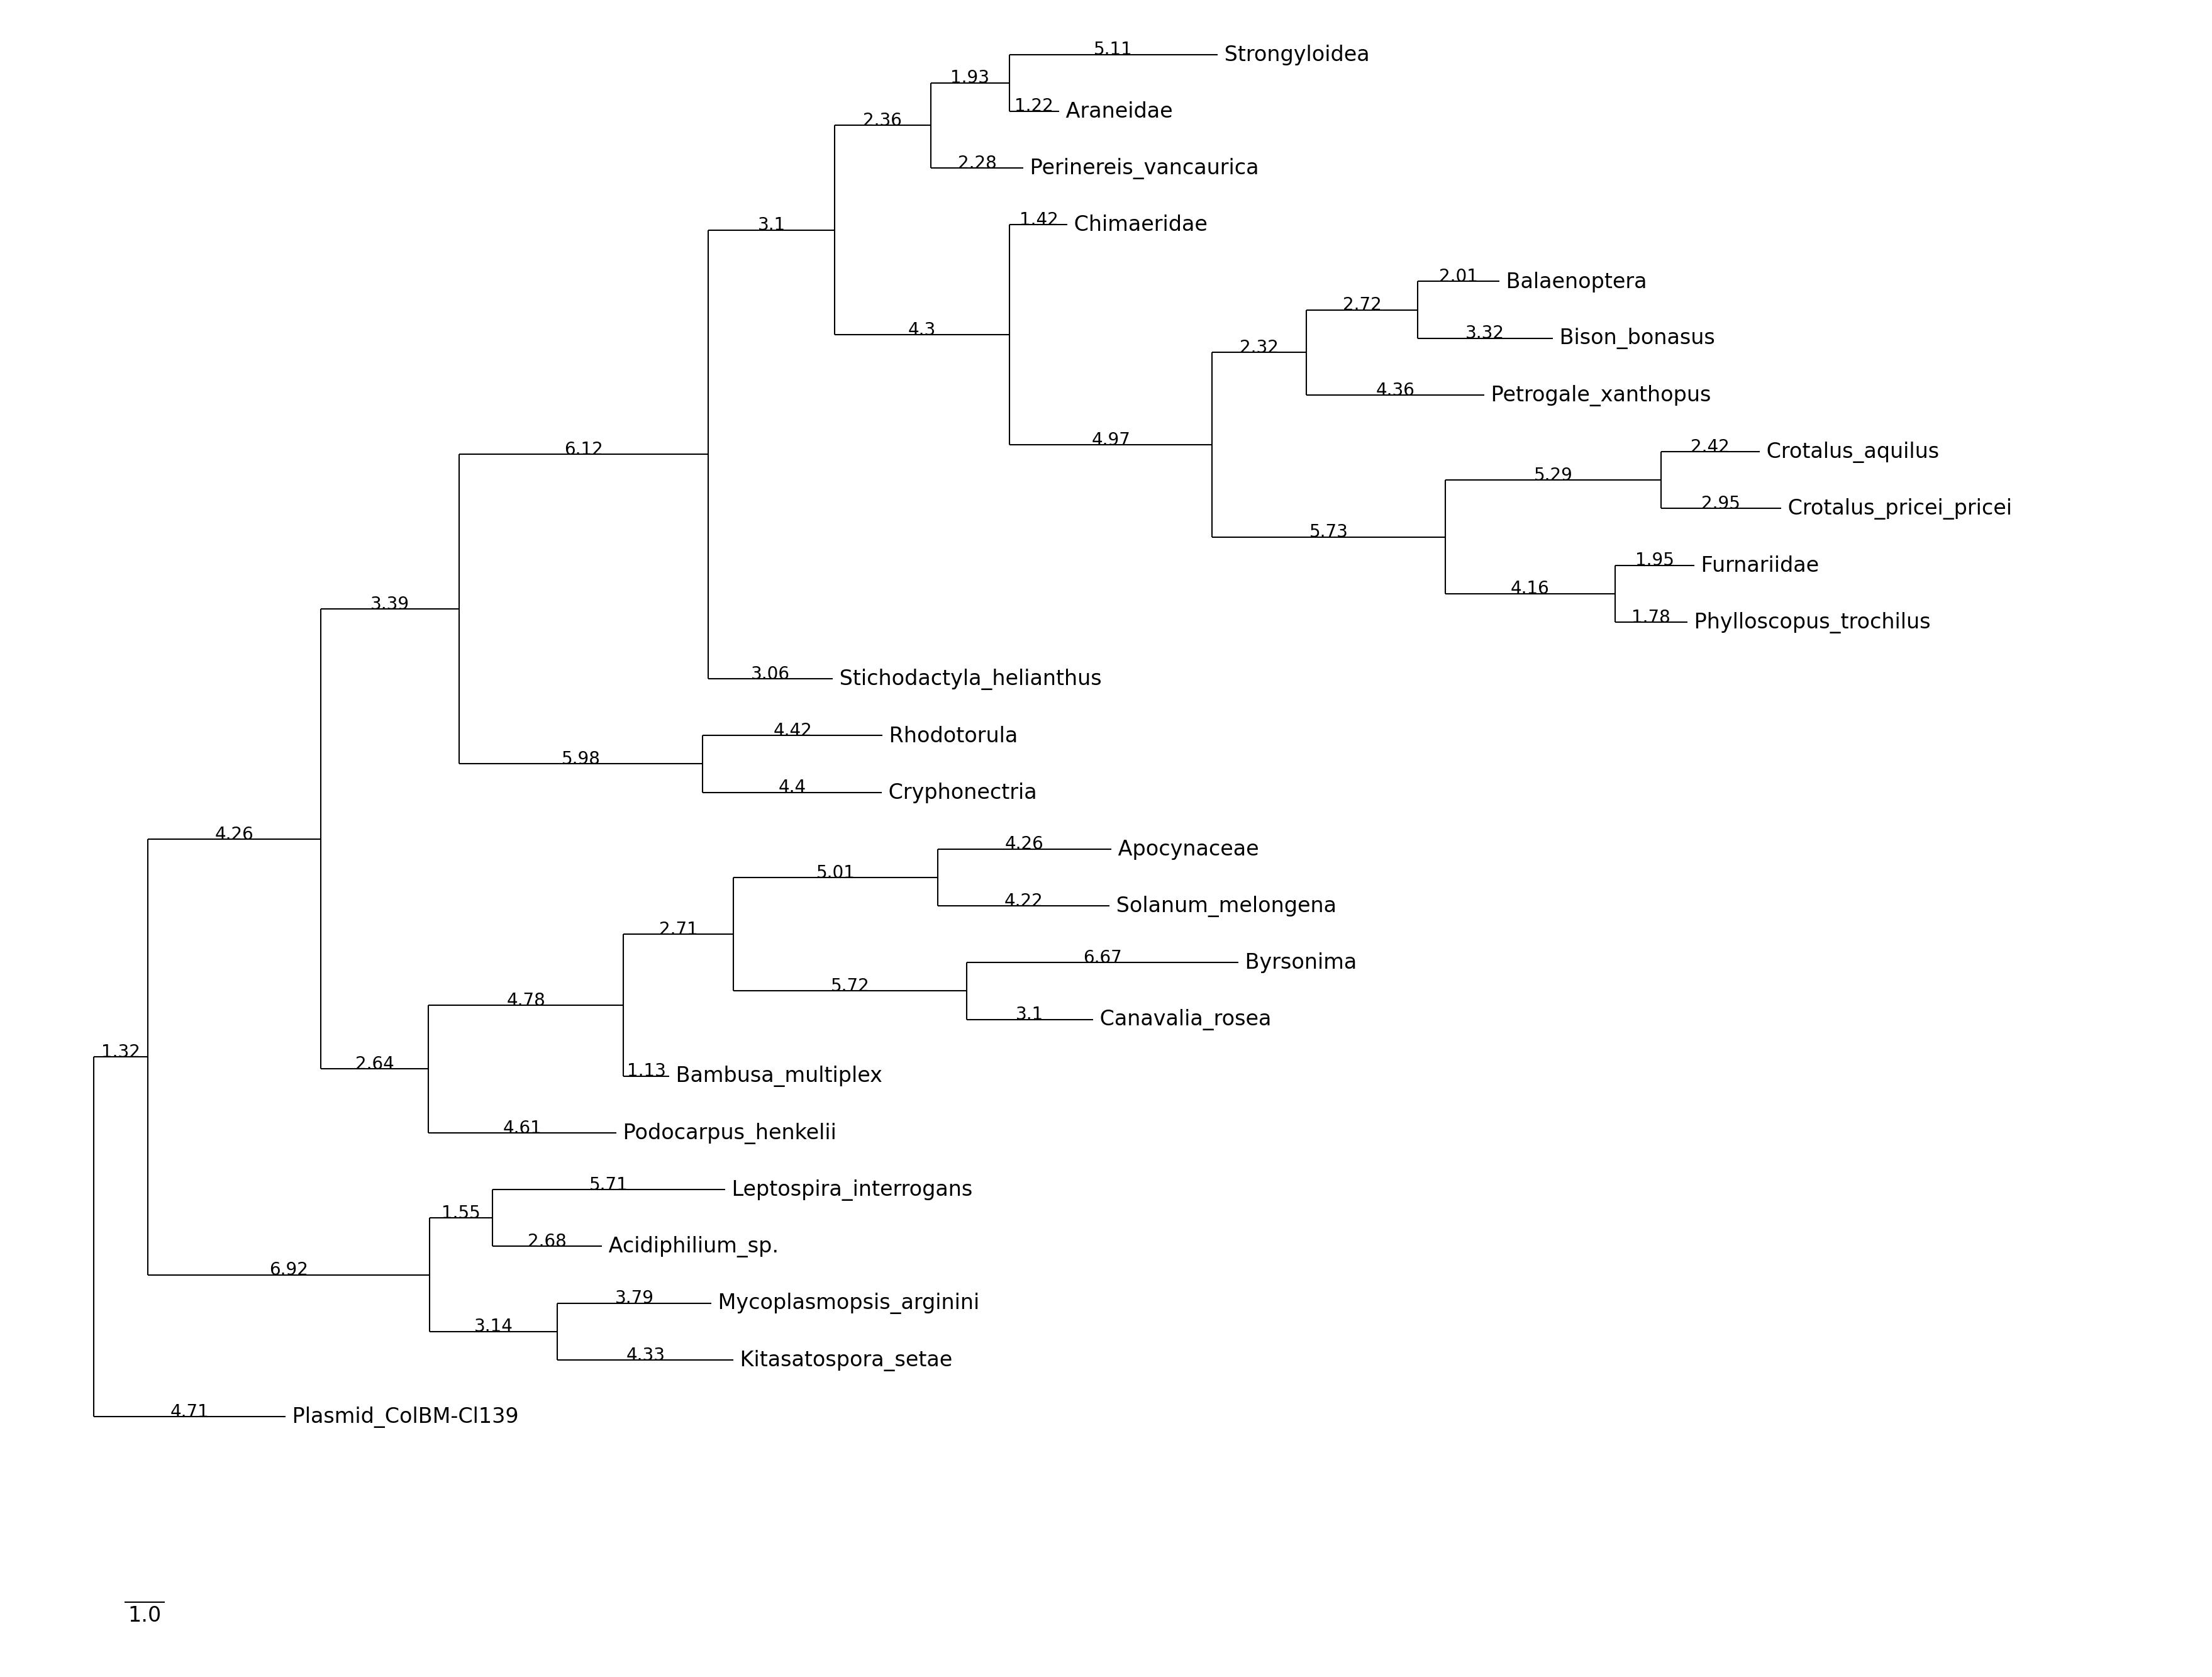 5.11 Strongyloidea
1.93
1.22 Araneidae
2.36
2.28 Perinereis_vancaurica
3.1
1.42 Chimaeridae
2.01 Balaenoptera
2.72
3.32 Bison_bonasus
4.3
2.32
4.36 Petrogale_xanthopus
4.97
2.42 Crotalus_aquilus
6.12
5.29
2.95 Crotalus_pricei_pricei
5.73
1.95 Furnariidae
4.16
3.39
1.78 Phylloscopus_trochilus
3.06 Stichodactyla_helianthus
4.42 Rhodotorula
5.98
4.4 Cryphonectria
4.26
4.26 Apocynaceae
5.01
4.22 Solanum_melongena
2.71
6.67 Byrsonima
5.72
4.78
3.1 Canavalia_rosea
1.32
2.64
1.13 Bambusa_multiplex
4.61 Podocarpus_henkelii
5.71 Leptospira_interrogans
1.55
2.68 Acidiphilium_sp.
6.92
3.79 Mycoplasmopsis_arginini
3.14
4.33 Kitasatospora_setae
4.71 Plasmid_ColBM-Cl139
1.0